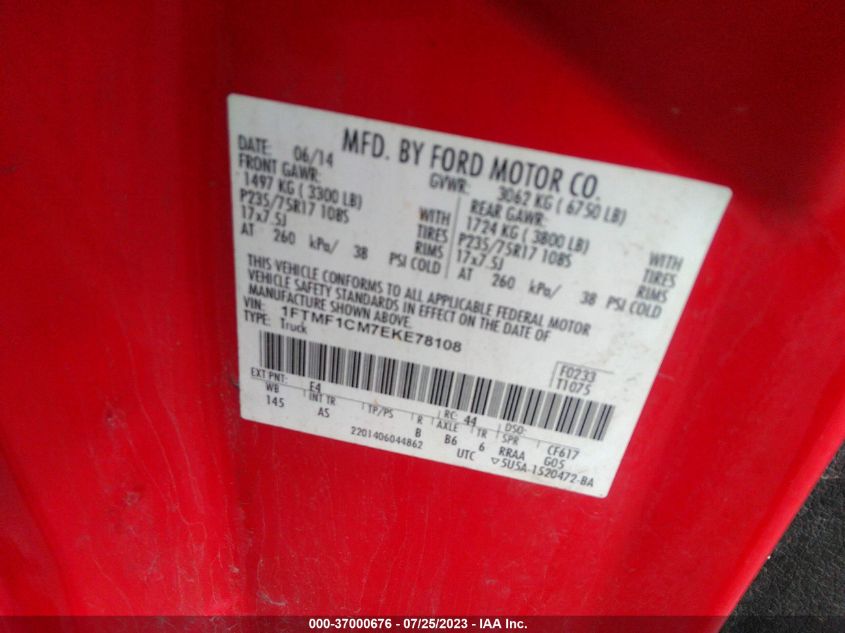 MFD. BY FORD MOTOR CO.
DATE: 06/14 GVWR: 3062 KG ( 6750 LB)
FRONT GAWR: REAR GAWR:
1497 KG ( 3300 LB) WITH 1724 KG ( 3800 LB) WITH
P235/75R17 108S TIRES P235/75R17 108S TIRES
17x7.5J RIMS 17x7.5J RIMS
AT 260 kPa/ 38 PSI COLD AT 260 kPa/ 38 PSI COLD
THIS VEHICLE CONFORMS TO ALL APPLICABLE FEDERAL MOTOR
VEHICLE SAFETY STANDARDS IN EFFECT ON THE DATE OF
MANUFACTURE SHOWN ABOVE.
VIN: 1FTMF1CM7EKE78108
TYPE: Truck
F0233
T1075
EXT PNT: E4 RC: 44 DSO:
WB INT TR TP/PS R AXLE TR SPR CF617
145 AS B B6 6 RRAA G05
2201406044862 UTC ▽5U5A-1520472-BA
000-37000676 - 07/25/2023 - © IAA Inc.